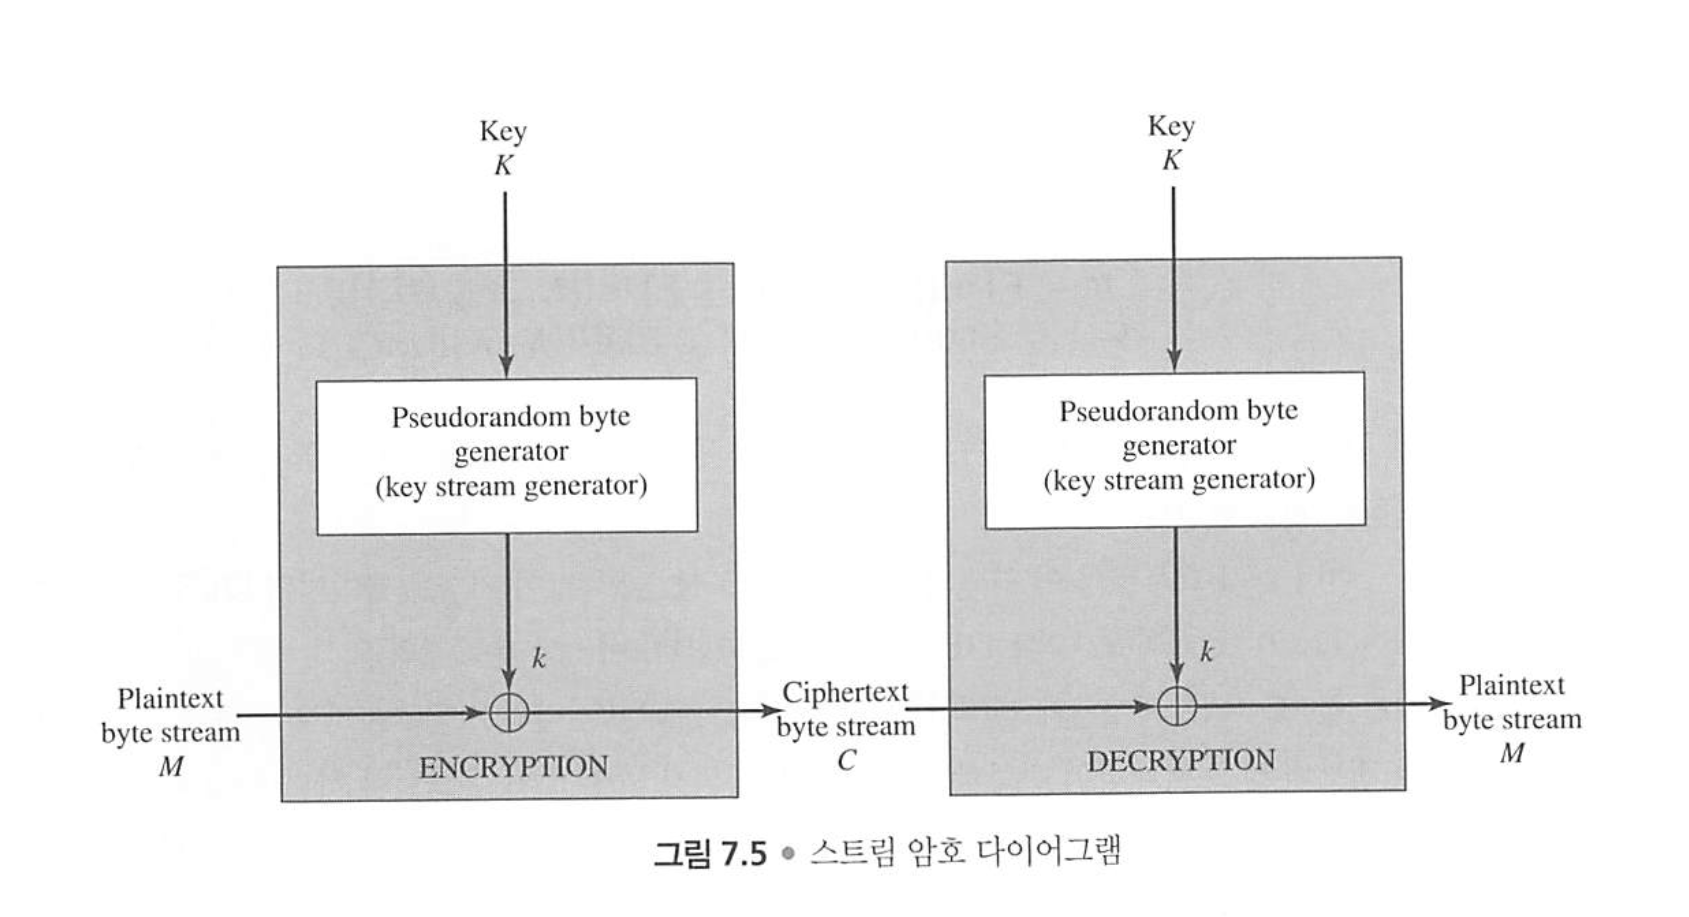 Key
K
Pseudorandom byte
generator
(key stream generator)
k
Plaintext
byte stream
M
ENCRYPTION
Ciphertext
byte stream
C
Key
K
Pseudorandom byte
generator
(key stream generator)
k
DECRYPTION
Plaintext
byte stream
M
그림 7.5 • 스트림 암호 다이어그램